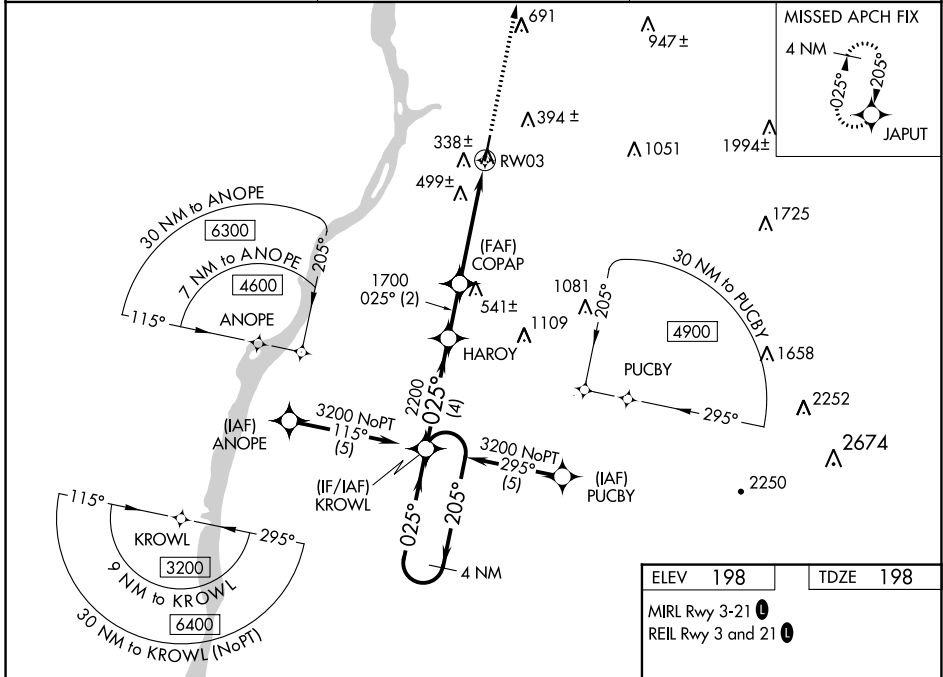 691
947±
MISSED APCH FIX
4 NM
025°
205°
JAPUT
394 ±
338±
RW03
1051
1994±
499±
1725
30 NM to ANOPE
6300
205°
7 NM to ANOPE
4600
115°
ANOPE
(FAF)
COPAP
1700
025° (2)
541±
HAROY
1081
1109
30 NM to PUCBY
205°
4900
PUCBY
295°
1658
2252
2674
2250
2200
025°
(4)
(IAF)
ANOPE
3200 NoPT
115°
(5)
3200 NoPT
295°
(5)
(IAF)
PUCBY
(IF/IAF)
KROWL
025°
205°
4 NM
115°
295°
KROWL
3200
9 NM to KROWL
6400
30 NM to KROWL (NoPT)
ELEV 198
TDZE 198
MIRL Rwy 3-21 L
REIL Rwy 3 and 21 L